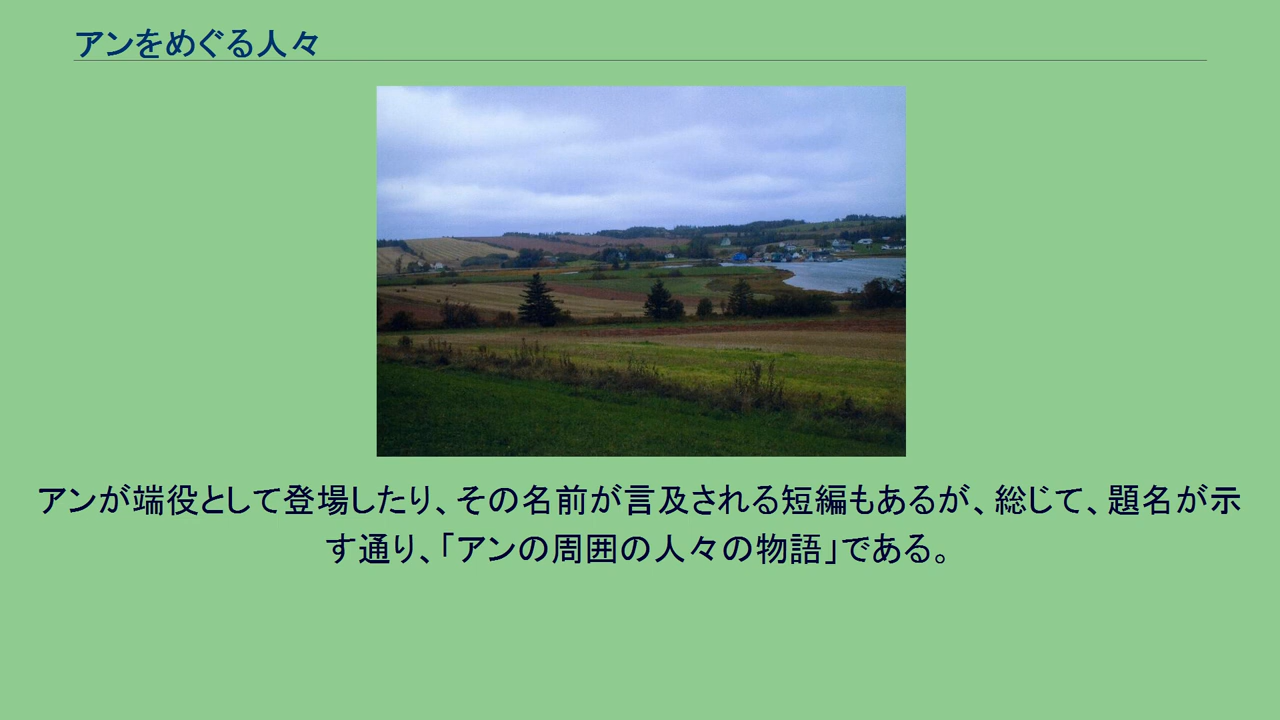 アンをめぐる人々
アンが端役として登場したり、その名前が言及される短編もあるが、総じて、題名が示
す通り、「アンの周囲の人々の物語」である。